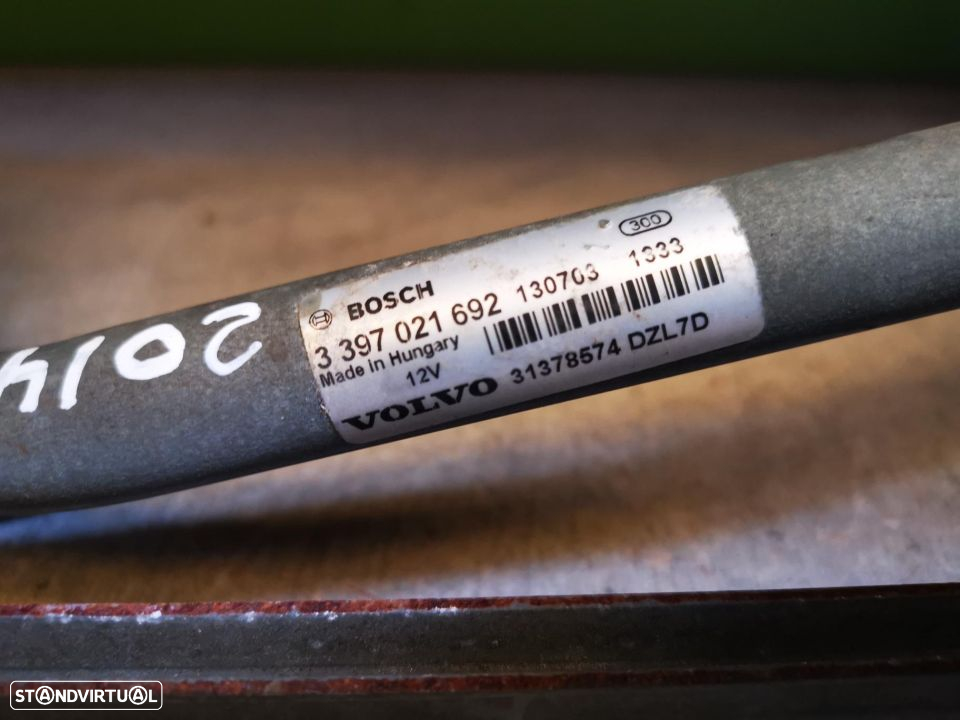 2014
300
BOSCH
3 397 021 692 130703 1333
Made in Hungary
12V
VOLVO 31378574 DZL7D
STANDVIRTUAL